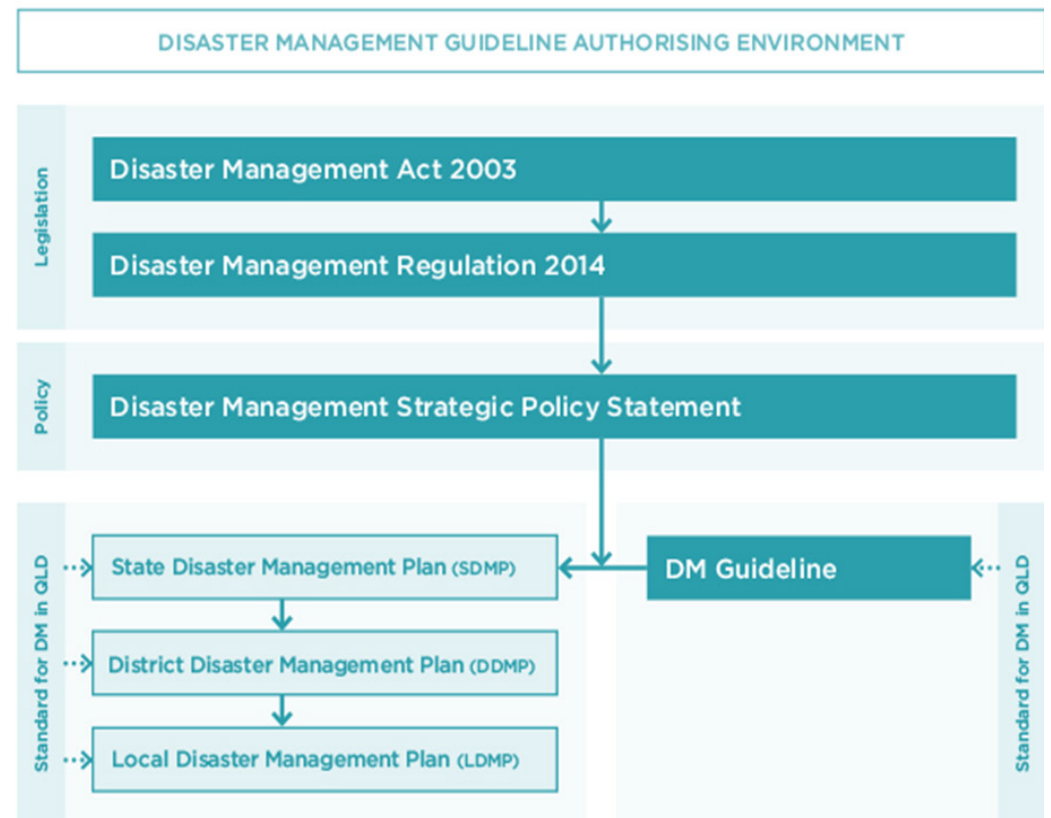 DISASTER MANAGEMENT GUIDELINE AUTHORISING ENVIRONMENT
Legislation
Disaster Management Act 2003
Disaster Management Regulation 2014
Policy
Disaster Management Strategic Policy Statement
Standard for DM in QLD
State Disaster Management Plan (SDMP)
District Disaster Management Plan (DDMP)
Local Disaster Management Plan (LDMP)
DM Guideline
Standard for DM in QLD